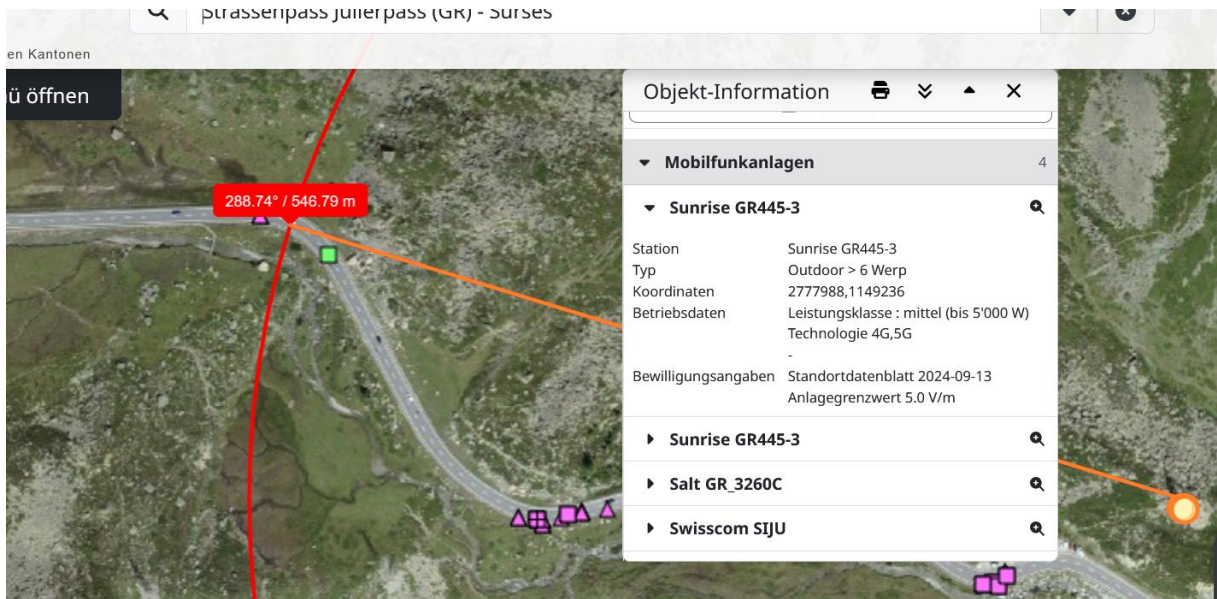 Strassenpass Julierpass (GR) - Surses
en Kantonen
ü öffnen
288.74° / 546.79 m
Objekt-Information
Mobilfunkanlagen 4
Sunrise GR445-3
Station Sunrise GR445-3
Typ Outdoor > 6 Werp
Koordinaten 2777988,1149236
Betriebsdaten Leistungsklasse : mittel (bis 5'000 W)
Technologie 4G,5G
-
Bewilligungsangaben Standortdatenblatt 2024-09-13
Anlagegrenzwert 5.0 V/m
Sunrise GR445-3
Salt GR_3260C
Swisscom SIJU